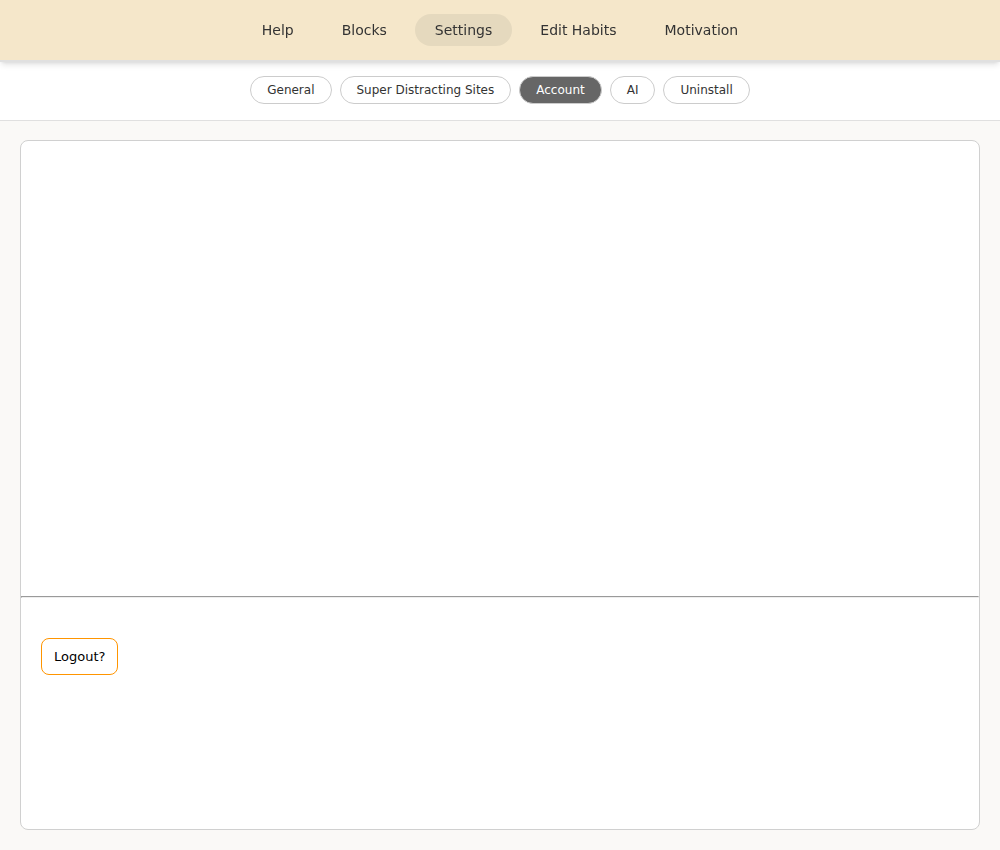 Help Blocks Settings Edit Habits Motivation
General Super Distracting Sites Account AI Uninstall
Logout?